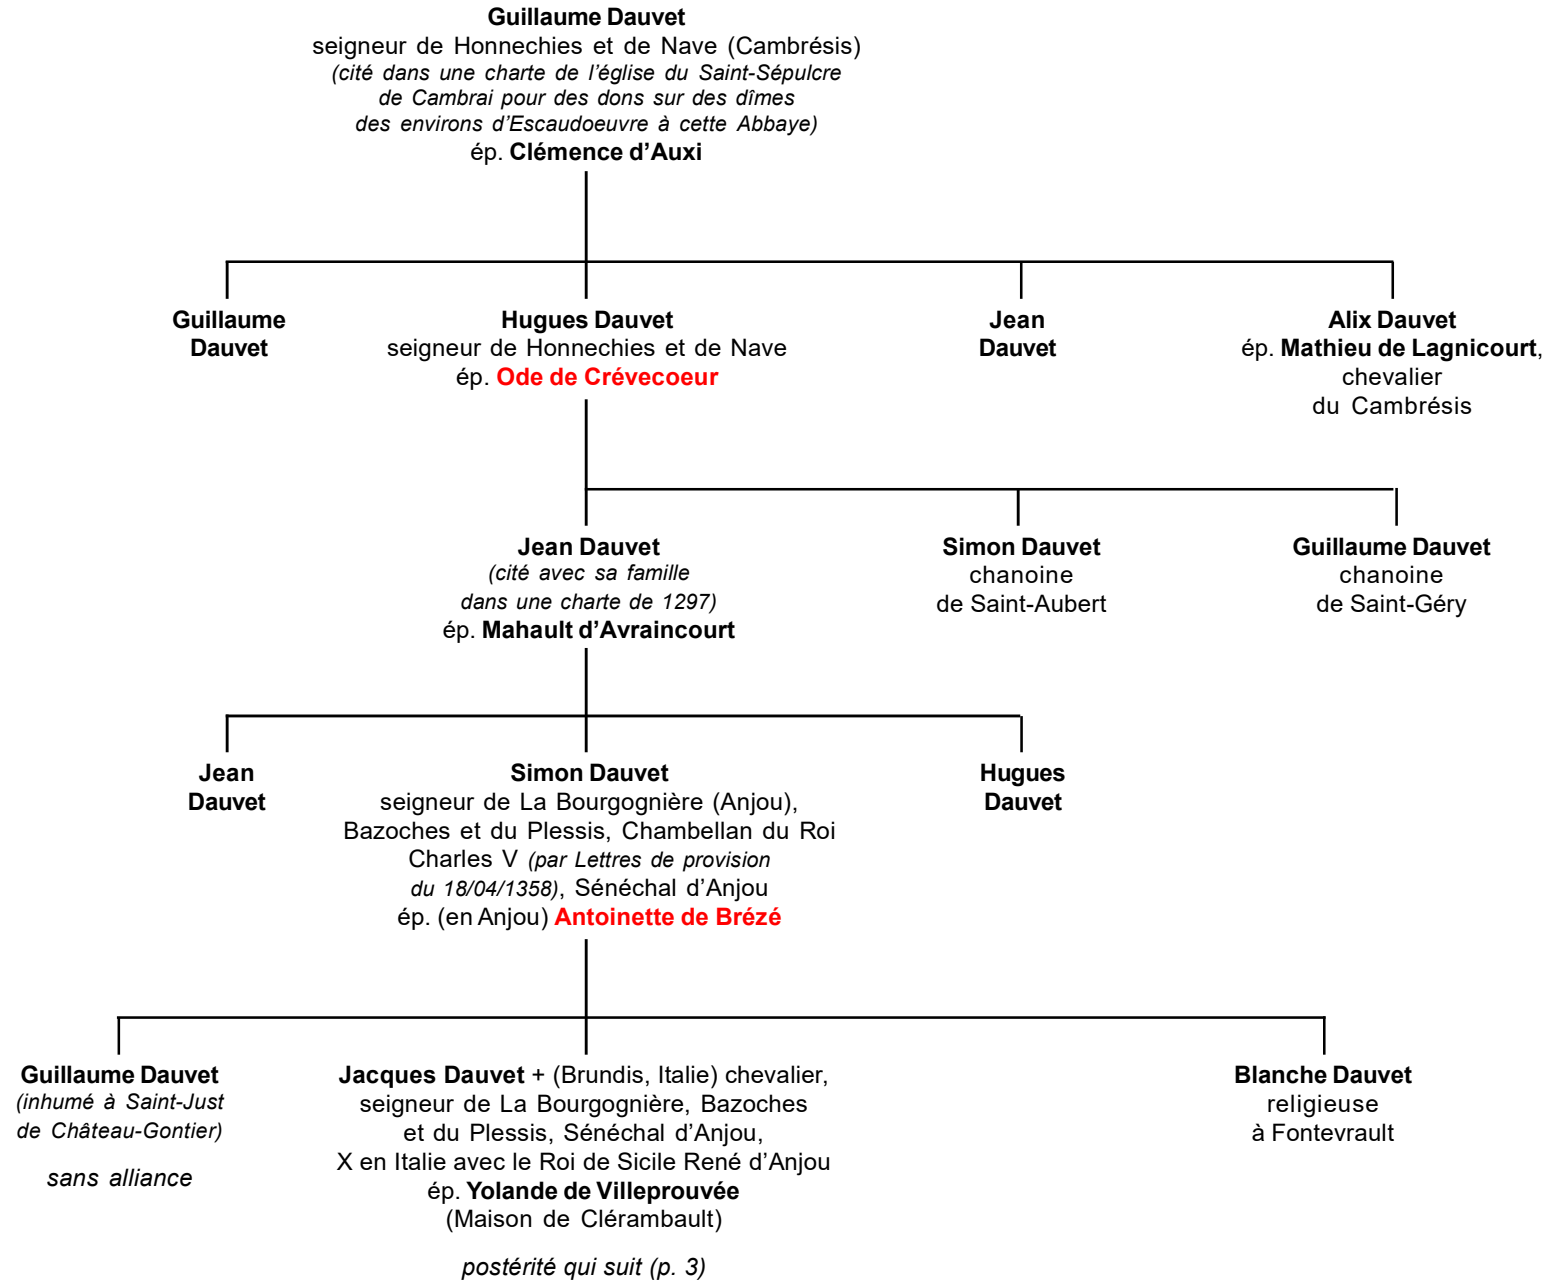 Guillaume Dauvet
seigneur de Honnechies et de Nave (Cambrésis)
(cité dans une charte de l’église du Saint-Sépulcre
de Cambrai pour des dons sur des dîmes
des environs d’Escaudoeuvre à cette Abbaye)
ép. Clémence d’Auxi
Guillaume
Dauvet
Hugues Dauvet
seigneur de Honnechies et de Nave
ép. Ode de Crévecoeur
Jean
Dauvet
Alix Dauvet
ép. Mathieu de Lagnicourt,
chevalier
du Cambrésis
Jean Dauvet
(cité avec sa famille
dans une charte de 1297)
ép. Mahault d’Avraincourt
Simon Dauvet
chanoine
de Saint-Aubert
Guillaume Dauvet
chanoine
de Saint-Géry
Jean
Dauvet
Simon Dauvet
seigneur de La Bourgognière (Anjou),
Bazoches et du Plessis, Chambellan du Roi
Charles V (par Lettres de provision
du 18/04/1358), Sénéchal d’Anjou
ép. (en Anjou) Antoinette de Brézé
Hugues
Dauvet
Guillaume Dauvet
(inhumé à Saint-Just
de Château-Gontier)
sans alliance
Jacques Dauvet + (Brundis, Italie) chevalier,
seigneur de La Bourgognière, Bazoches
et du Plessis, Sénéchal d’Anjou,
X en Italie avec le Roi de Sicile René d’Anjou
ép. Yolande de Villeprouvée
(Maison de Clérambault)
postérité qui suit (p. 3)
Blanche Dauvet
religieuse
à Fontevrault